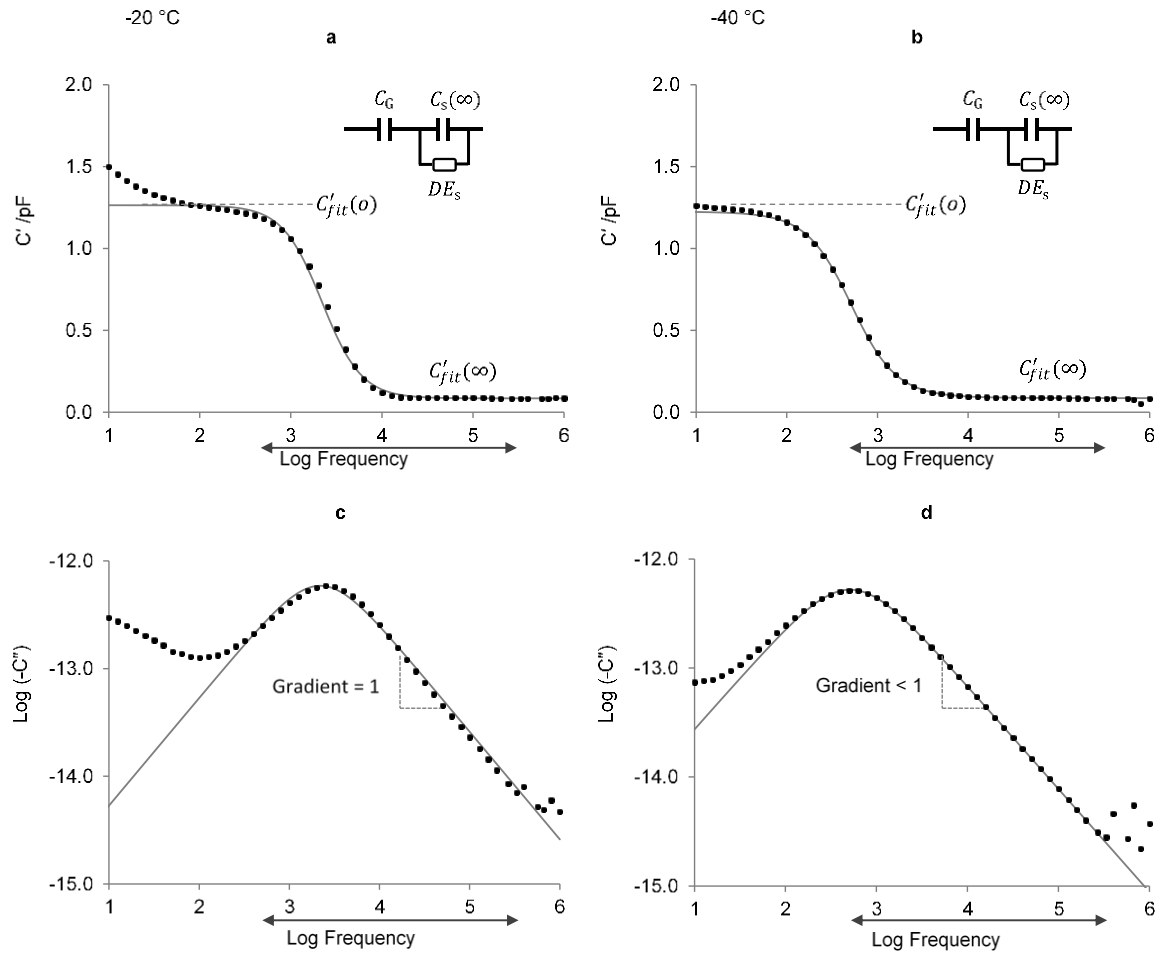 -20 °C
-40 °C
a
2.0
1.5
1.0
0.5
0.0
C′ /pF
C_G
C_s(∞)
DE_s
C′_fit(o)
C′_fit(∞)
1 2 3 4 5 6
Log Frequency
b
2.0
1.5
1.0
0.5
0.0
C′ /pF
C_G
C_s(∞)
DE_s
C′_fit(o)
C′_fit(∞)
1 2 3 4 5 6
Log Frequency
c
-12.0
-13.0
-14.0
-15.0
Log (-C″)
Gradient = 1
1 2 3 4 5 6
Log Frequency
d
-12.0
-13.0
-14.0
-15.0
Log (-C″)
Gradient < 1
1 2 3 4 5 6
Log Frequency